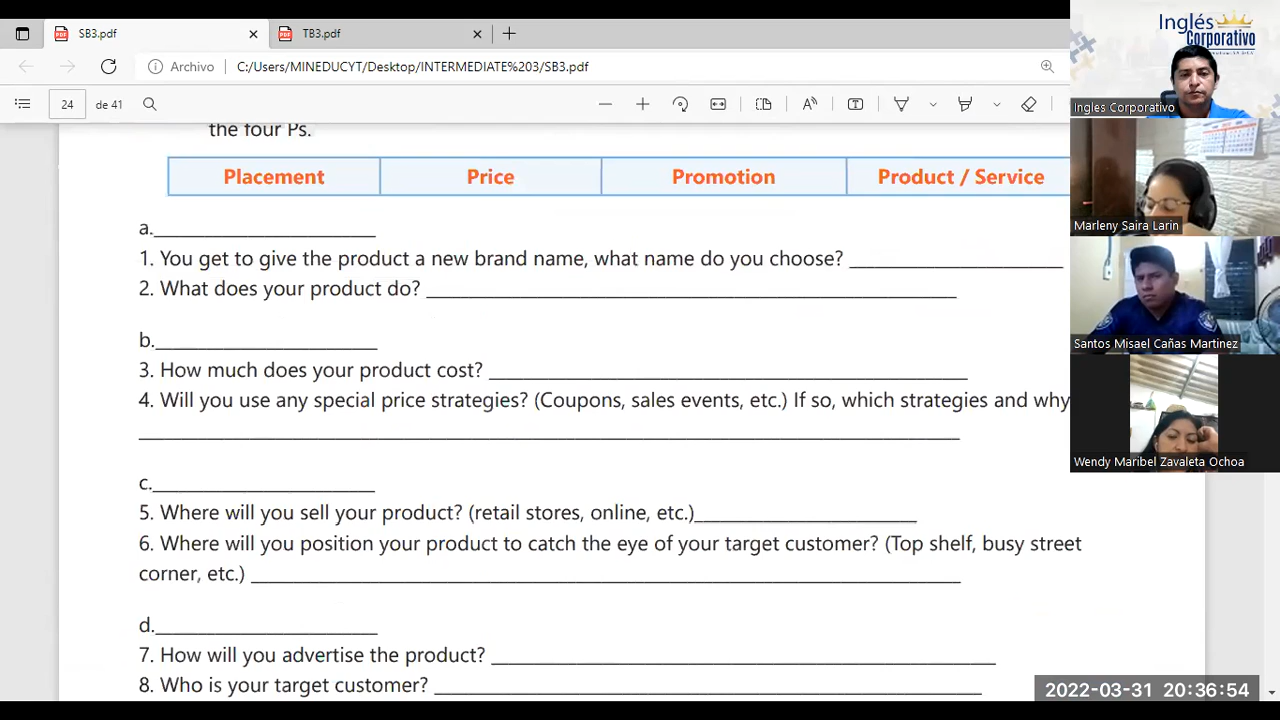 SB3.pdf
TB3.pdf
Archivo
C:/Users/MINEDUCYT/Desktop/INTERMEDIATE%203/SB3.pdf
24 de 41
the four Ps.
Placement Price Promotion Product / Service
a.
1. You get to give the product a new brand name, what name do you choose?
2. What does your product do?
b.
3. How much does your product cost?
4. Will you use any special price strategies? (Coupons, sales events, etc.) If so, which strategies and why
c.
5. Where will you sell your product? (retail stores, online, etc.)
6. Where will you position your product to catch the eye of your target customer? (Top shelf, busy street
corner, etc.)
d.
7. How will you advertise the product?
8. Who is your target customer?
Inglés
Corporativo
Ingles Corporativo
Marleny Saira Larin
Santos Misael Cañas Martinez
Wendy Maribel Zavaleta Ochoa
2022-03-31 20:36:54